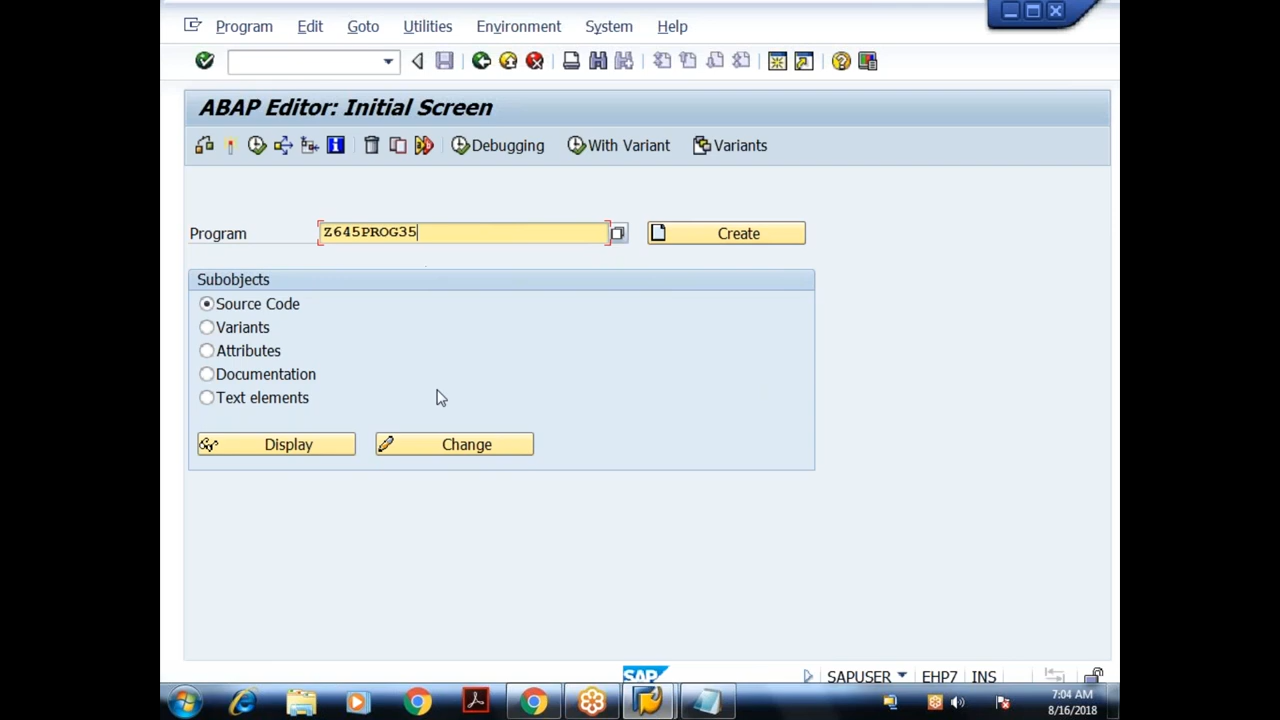 Program Edit Goto Utilities Environment System Help
ABAP Editor: Initial Screen
Debugging With Variant Variants
Program Z645PROG35 Create
Subobjects
Source Code
Variants
Attributes
Documentation
Text elements
Display Change
SAP SAPUSER EHP7 INS
7:04 AM
8/16/2018